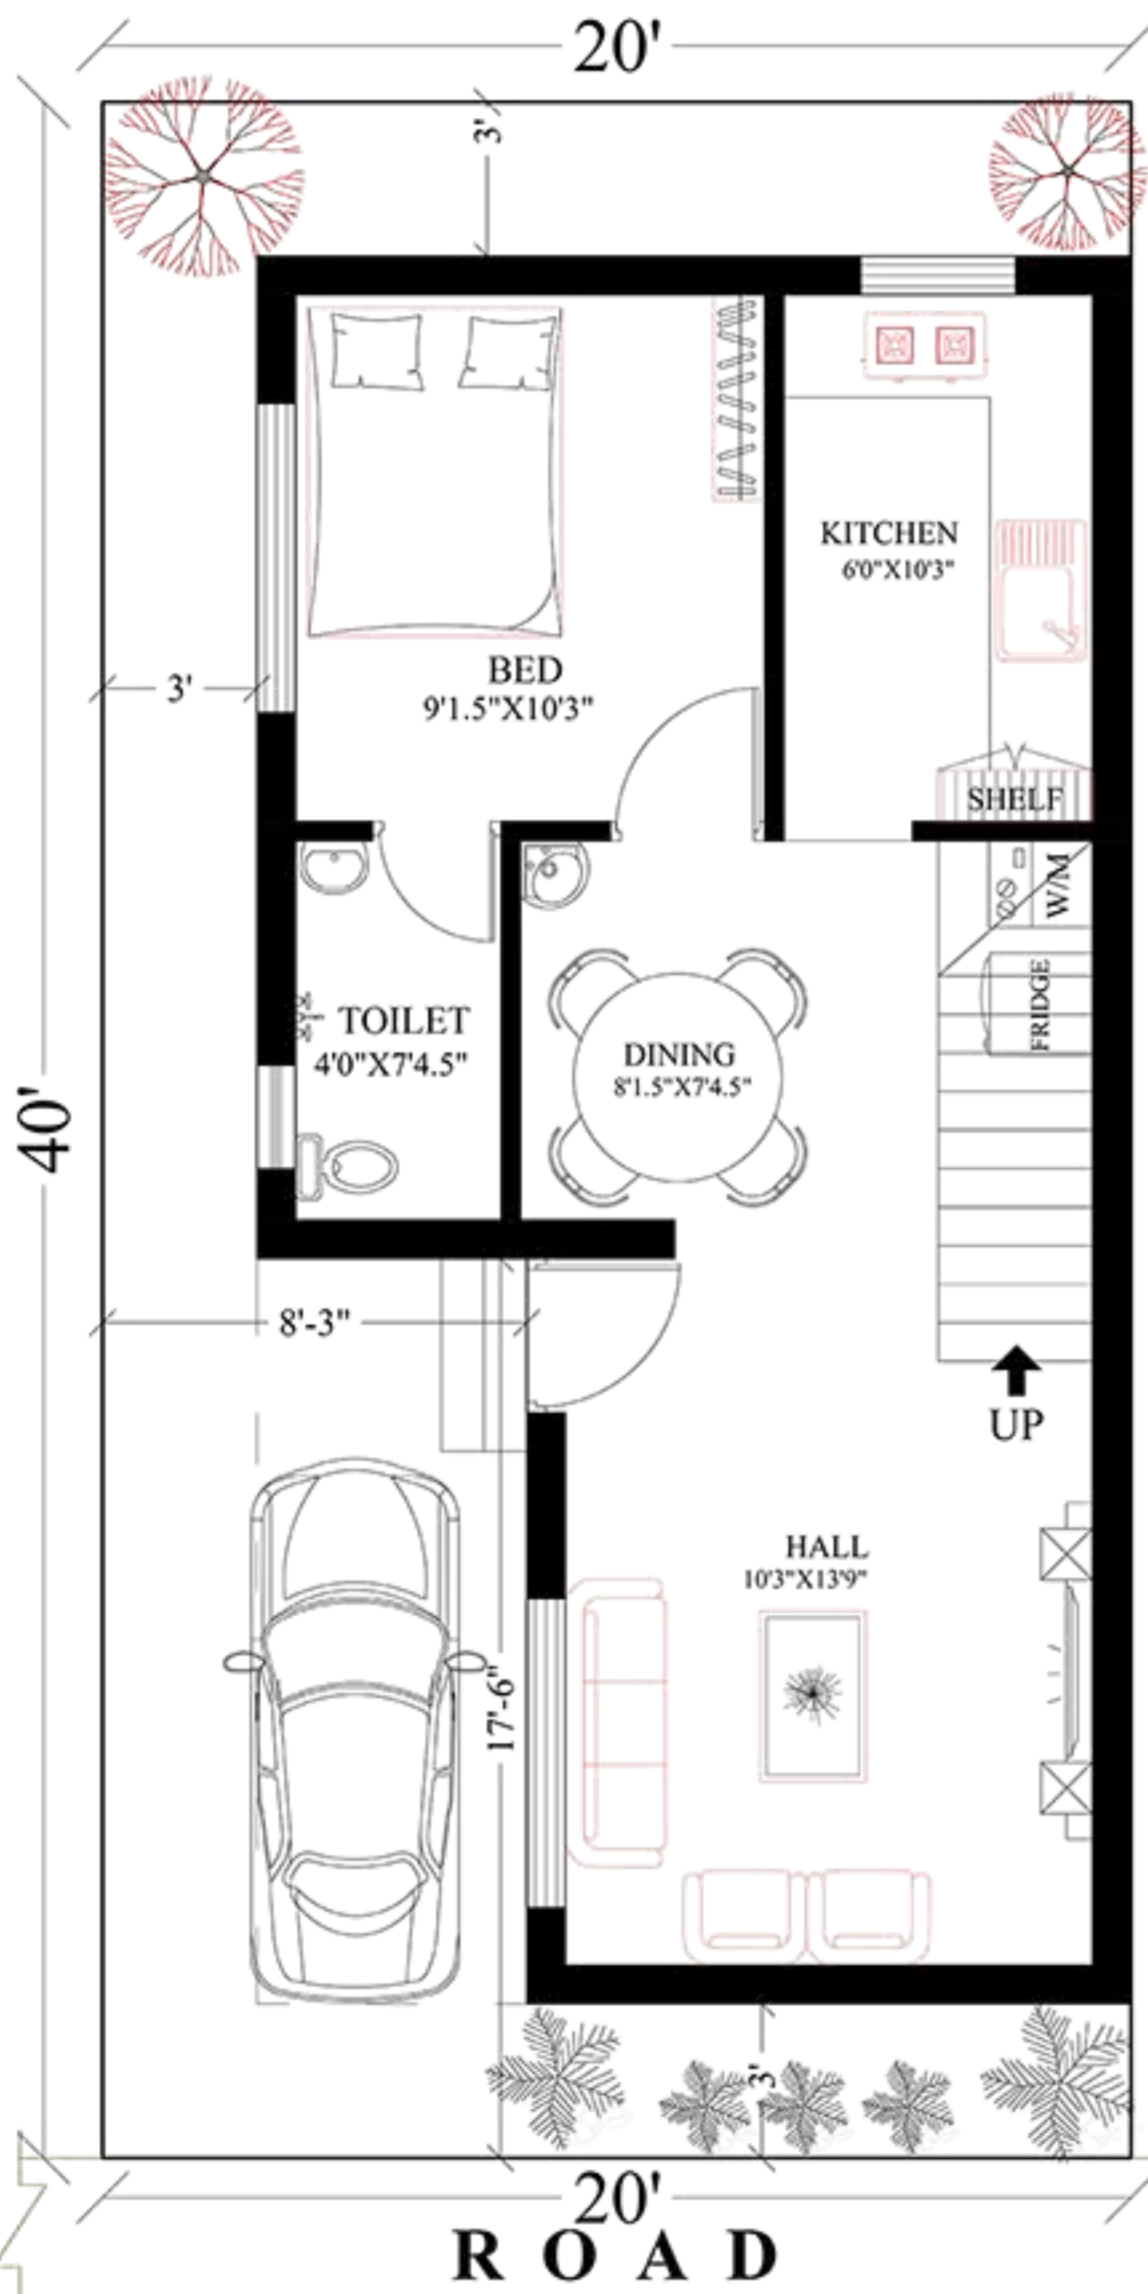 20'
3'
KITCHEN
6'0"X10'3"
BED
9'1.5"X10'3"
3'
SHELF
W/M
FRIDGE
TOILET
4'0"X7'4.5"
DINING
8'1.5"X7'4.5"
40'
8'-3"
UP
HALL
10'3"X13'9"
17'-6"
3'
20'
ROAD